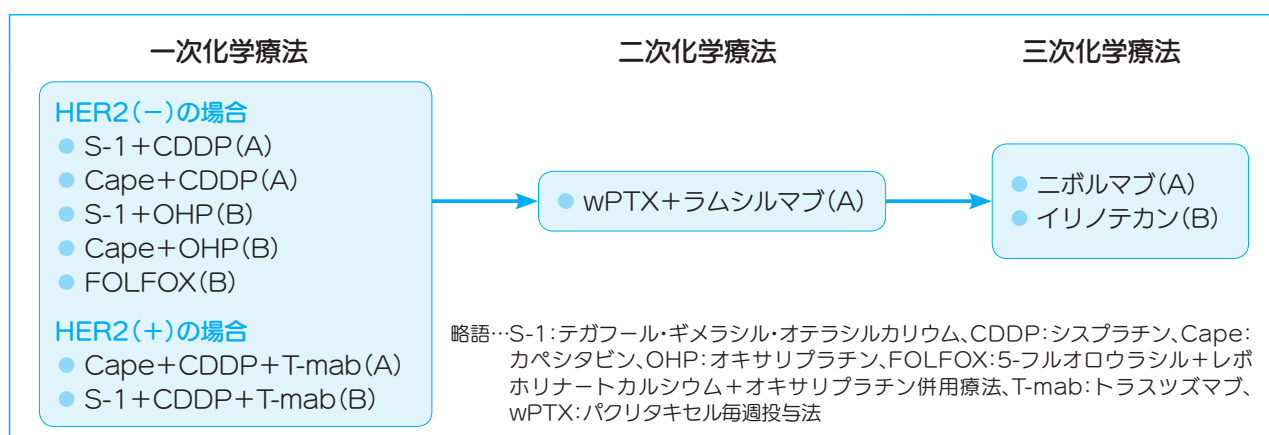 一次化学療法
二次化学療法
三次化学療法
HER2(－)の場合
● S-1＋CDDP(A)
● Cape＋CDDP(A)
● S-1＋OHP(B)
● Cape＋OHP(B)
● FOLFOX(B)
HER2(＋)の場合
● Cape＋CDDP＋T-mab(A)
● S-1＋CDDP＋T-mab(B)
● wPTX＋ラムシルマブ(A)
● ニボルマブ(A)
● イリノテカン(B)
略語…S-1：テガフール・ギメラシル・オテラシルカリウム、CDDP：シスプラチン、Cape：
カペシタビン、OHP：オキサリプラチン、FOLFOX：5-フルオロウラシル＋レボ
ホリナートカルシウム＋オキサリプラチン併用療法、T-mab：トラスツズマブ、
wPTX：パクリタキセル毎週投与法